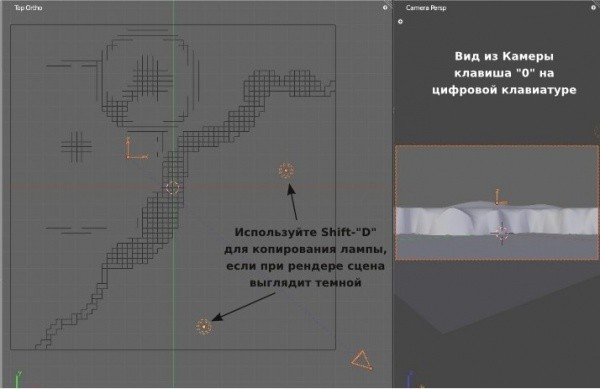 Top Ortho
Camera Persp
Вид из Камеры
клавиша "0" на
цифровой клавиатуре
Используйте Shift-"D"
для копирования лампы,
если при рендере сцена
выглядит темной